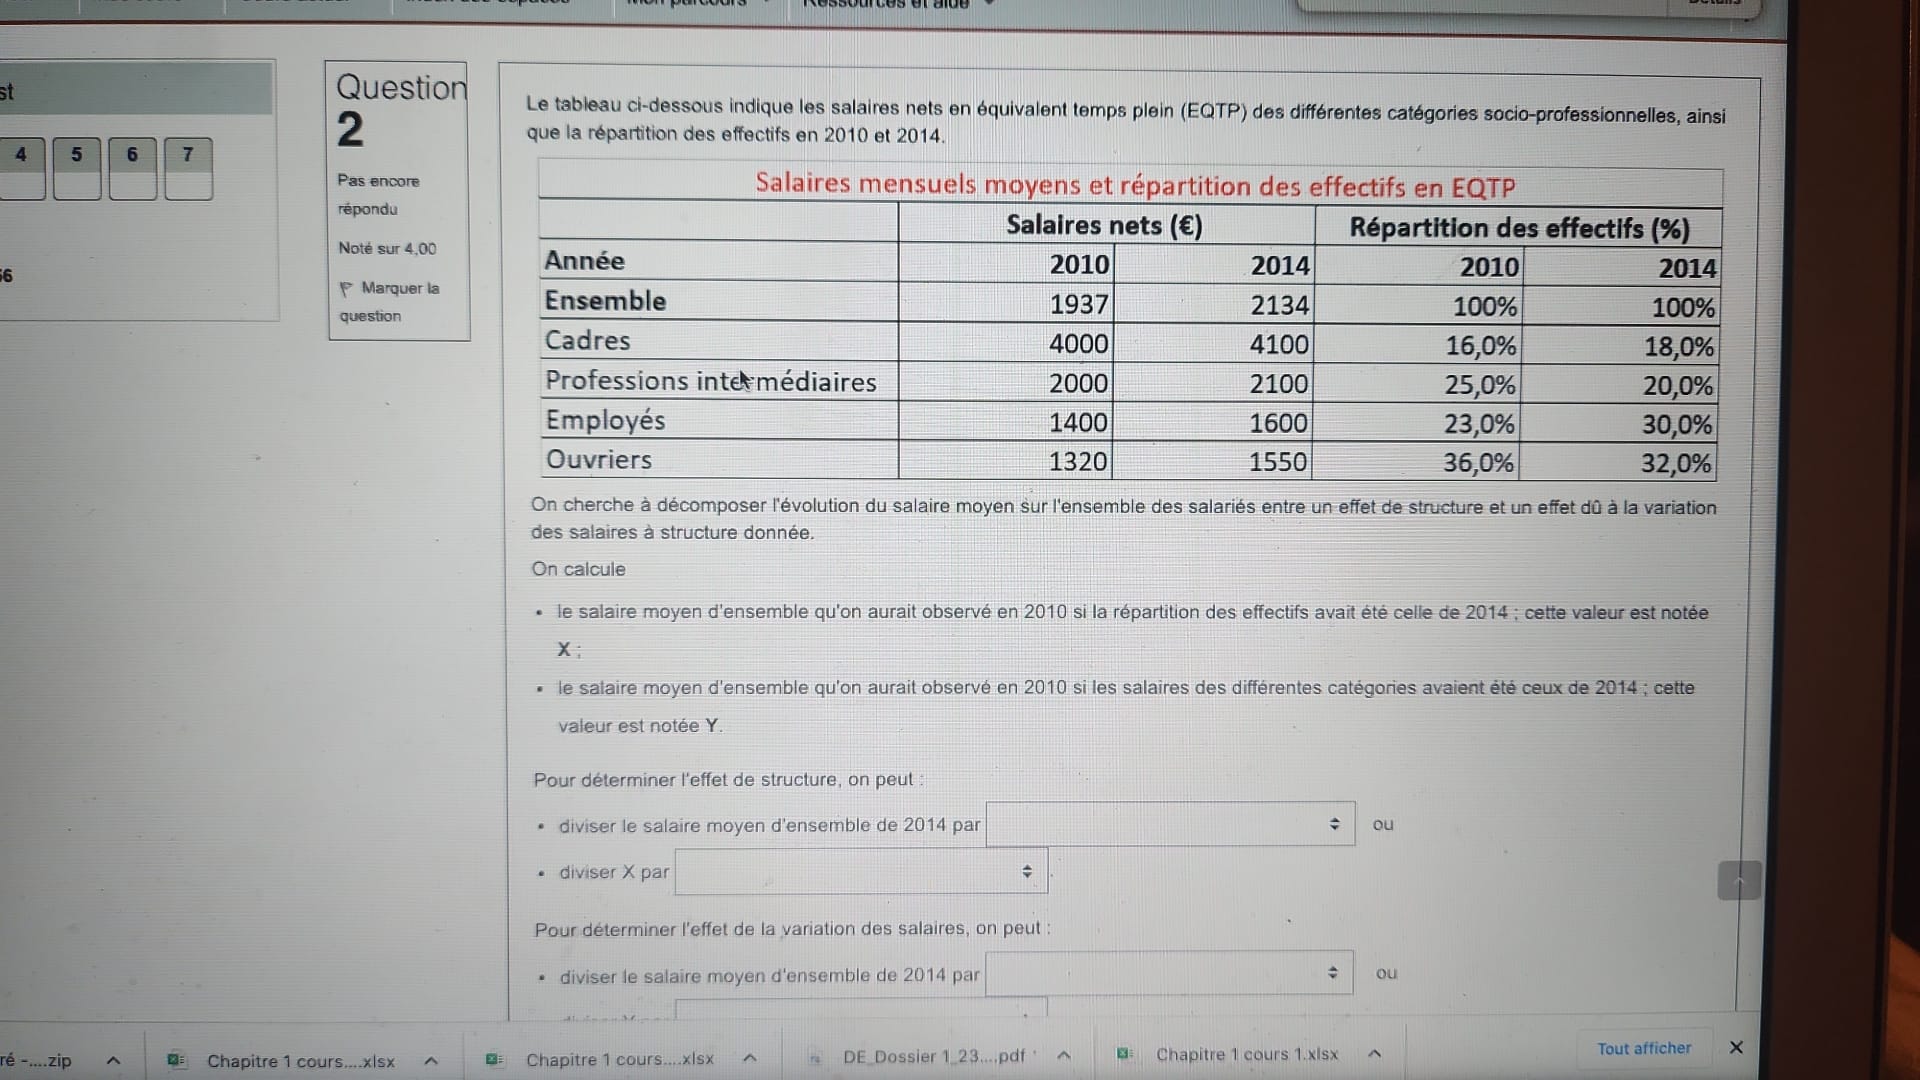 Ressources et aide
st
4 5 6 7
Question
2
Pas encore
répondu
Noté sur 4,00
Marquer la
question
Le tableau ci-dessous indique les salaires nets en équivalent temps plein (EQTP) des différentes catégories socio-professionnelles, ainsi
que la répartition des effectifs en 2010 et 2014.
Salaires mensuels moyens et répartition des effectifs en EQTP
Salaires nets (€) Répartition des effectifs (%)
Année 2010 2014 2010 2014
Ensemble 1937 2134 100% 100%
Cadres 4000 4100 16,0% 18,0%
Professions intermédiaires 2000 2100 25,0% 20,0%
Employés 1400 1600 23,0% 30,0%
Ouvriers 1320 1550 36,0% 32,0%
On cherche à décomposer l'évolution du salaire moyen sur l'ensemble des salariés entre un effet de structure et un effet dû à la variation
des salaires à structure donnée.
On calcule
• le salaire moyen d'ensemble qu'on aurait observé en 2010 si la répartition des effectifs avait été celle de 2014 ; cette valeur est notée
X ;
• le salaire moyen d'ensemble qu'on aurait observé en 2010 si les salaires des différentes catégories avaient été ceux de 2014 ; cette
valeur est notée Y.
Pour déterminer l'effet de structure, on peut :
• diviser le salaire moyen d'ensemble de 2014 par ou
• diviser X par .
Pour déterminer l'effet de la variation des salaires, on peut :
• diviser le salaire moyen d'ensemble de 2014 par ou
ré -....zip Chapitre 1 cours....xlsx Chapitre 1 cours....xlsx DE_Dossier 1_23....pdf Chapitre 1 cours 1.xlsx Tout afficher